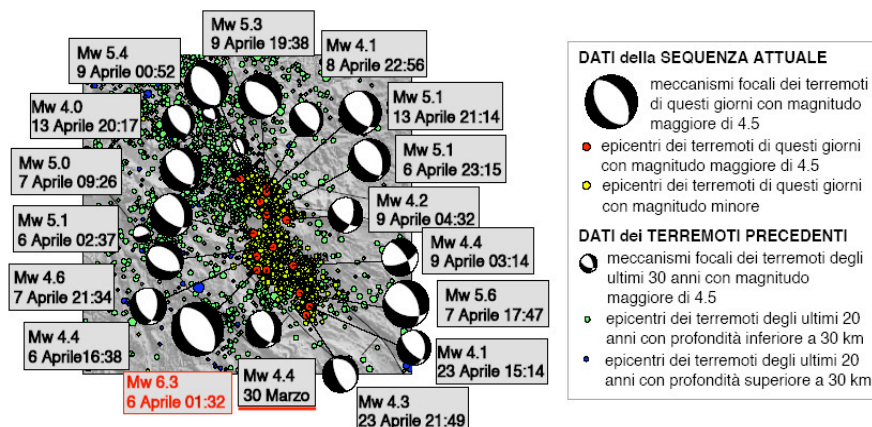 Mw 5.3
9 Aprile 19:38
Mw 5.4
9 Aprile 00:52
Mw 4.1
8 Aprile 22:56
Mw 4.0
13 Aprile 20:17
Mw 5.1
13 Aprile 21:14
Mw 5.0
7 Aprile 09:26
Mw 5.1
6 Aprile 23:15
Mw 5.1
6 Aprile 02:37
Mw 4.2
9 Aprile 04:32
Mw 4.4
9 Aprile 03:14
Mw 4.6
7 Aprile 21:34
Mw 5.6
7 Aprile 17:47
Mw 4.4
6 Aprile16:38
Mw 4.1
23 Aprile 15:14
Mw 6.3
6 Aprile 01:32
Mw 4.4
30 Marzo
Mw 4.3
23 Aprile 21:49
DATI della SEQUENZA ATTUALE
meccanismi focali dei terremoti
di questi giorni con magnitudo
maggiore di 4.5
epicentri dei terremoti di questi giorni
con magnitudo maggiore di 4.5
epicentri dei terremoti di questi giorni
con magnitudo minore
DATI dei TERREMOTI PRECEDENTI
meccanismi focali dei terremoti degli
ultimi 30 anni con magnitudo
maggiore di 4.5
epicentri dei terremoti degli ultimi 20
anni con profondità inferiore a 30 km
epicentri dei terremoti degli ultimi 20
anni con profondità superiore a 30 km